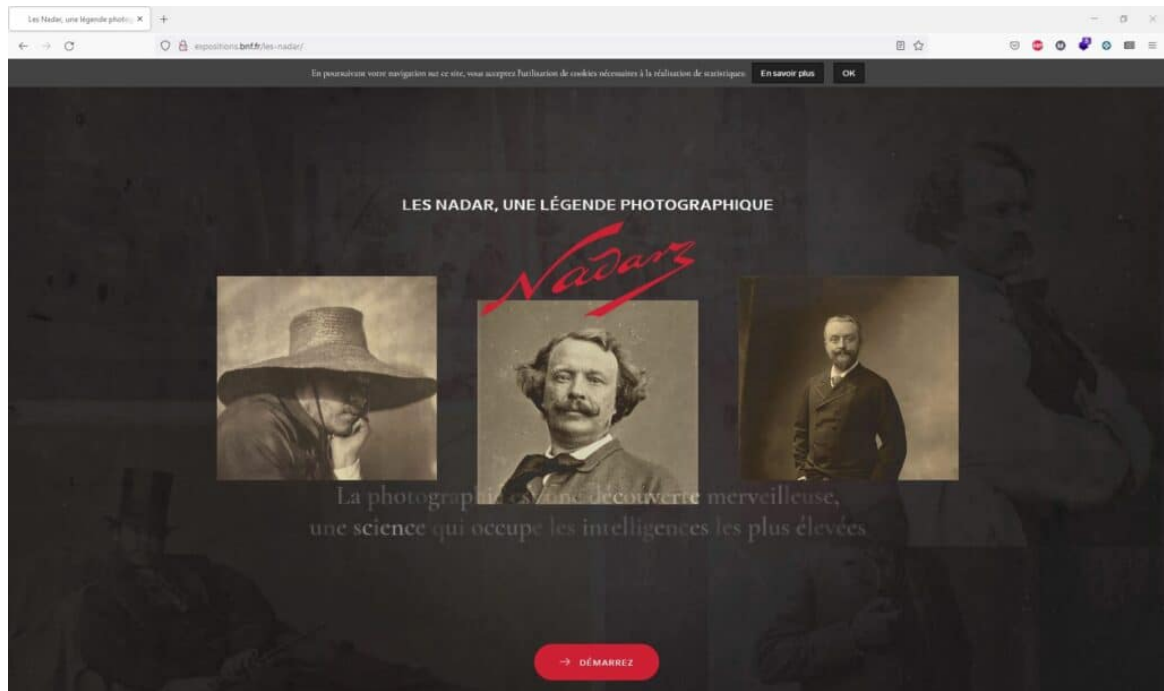 Les Nadar, une légende photog
expositions.bnf.fr/les-nadar/
En poursuivant votre navigation sur ce site, vous acceptez l'utilisation de cookies nécessaires à la réalisation de statistiques. En savoir plus OK
LES NADAR, UNE LÉGENDE PHOTOGRAPHIQUE
Nadar
La photographie est une découverte merveilleuse,
une science qui occupe les intelligences les plus élevées
→ DÉMARREZ